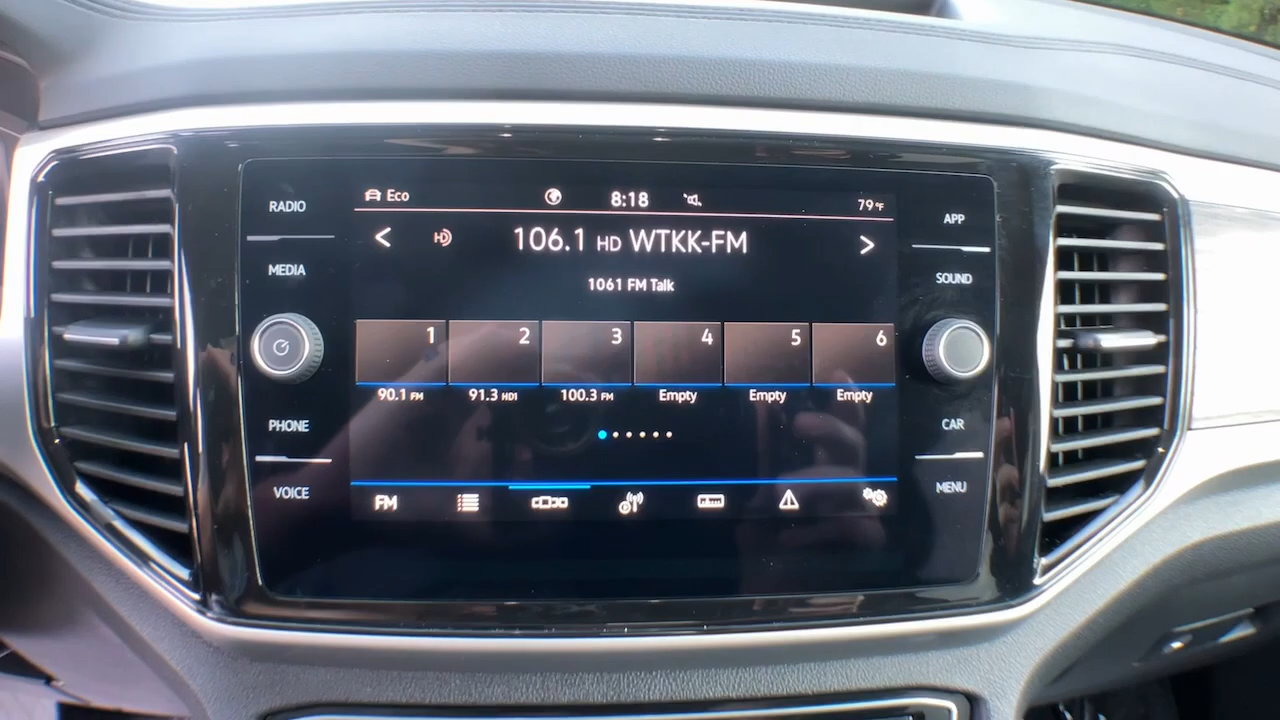 RADIO
MEDIA
PHONE
VOICE
Eco
8:18
79°F
HD
106.1 HD WTKK-FM
1061 FM Talk
1 2 3 4 5 6
90.1 FM 91.3 HD1 100.3 FM Empty Empty Empty
FM
APP
SOUND
CAR
MENU